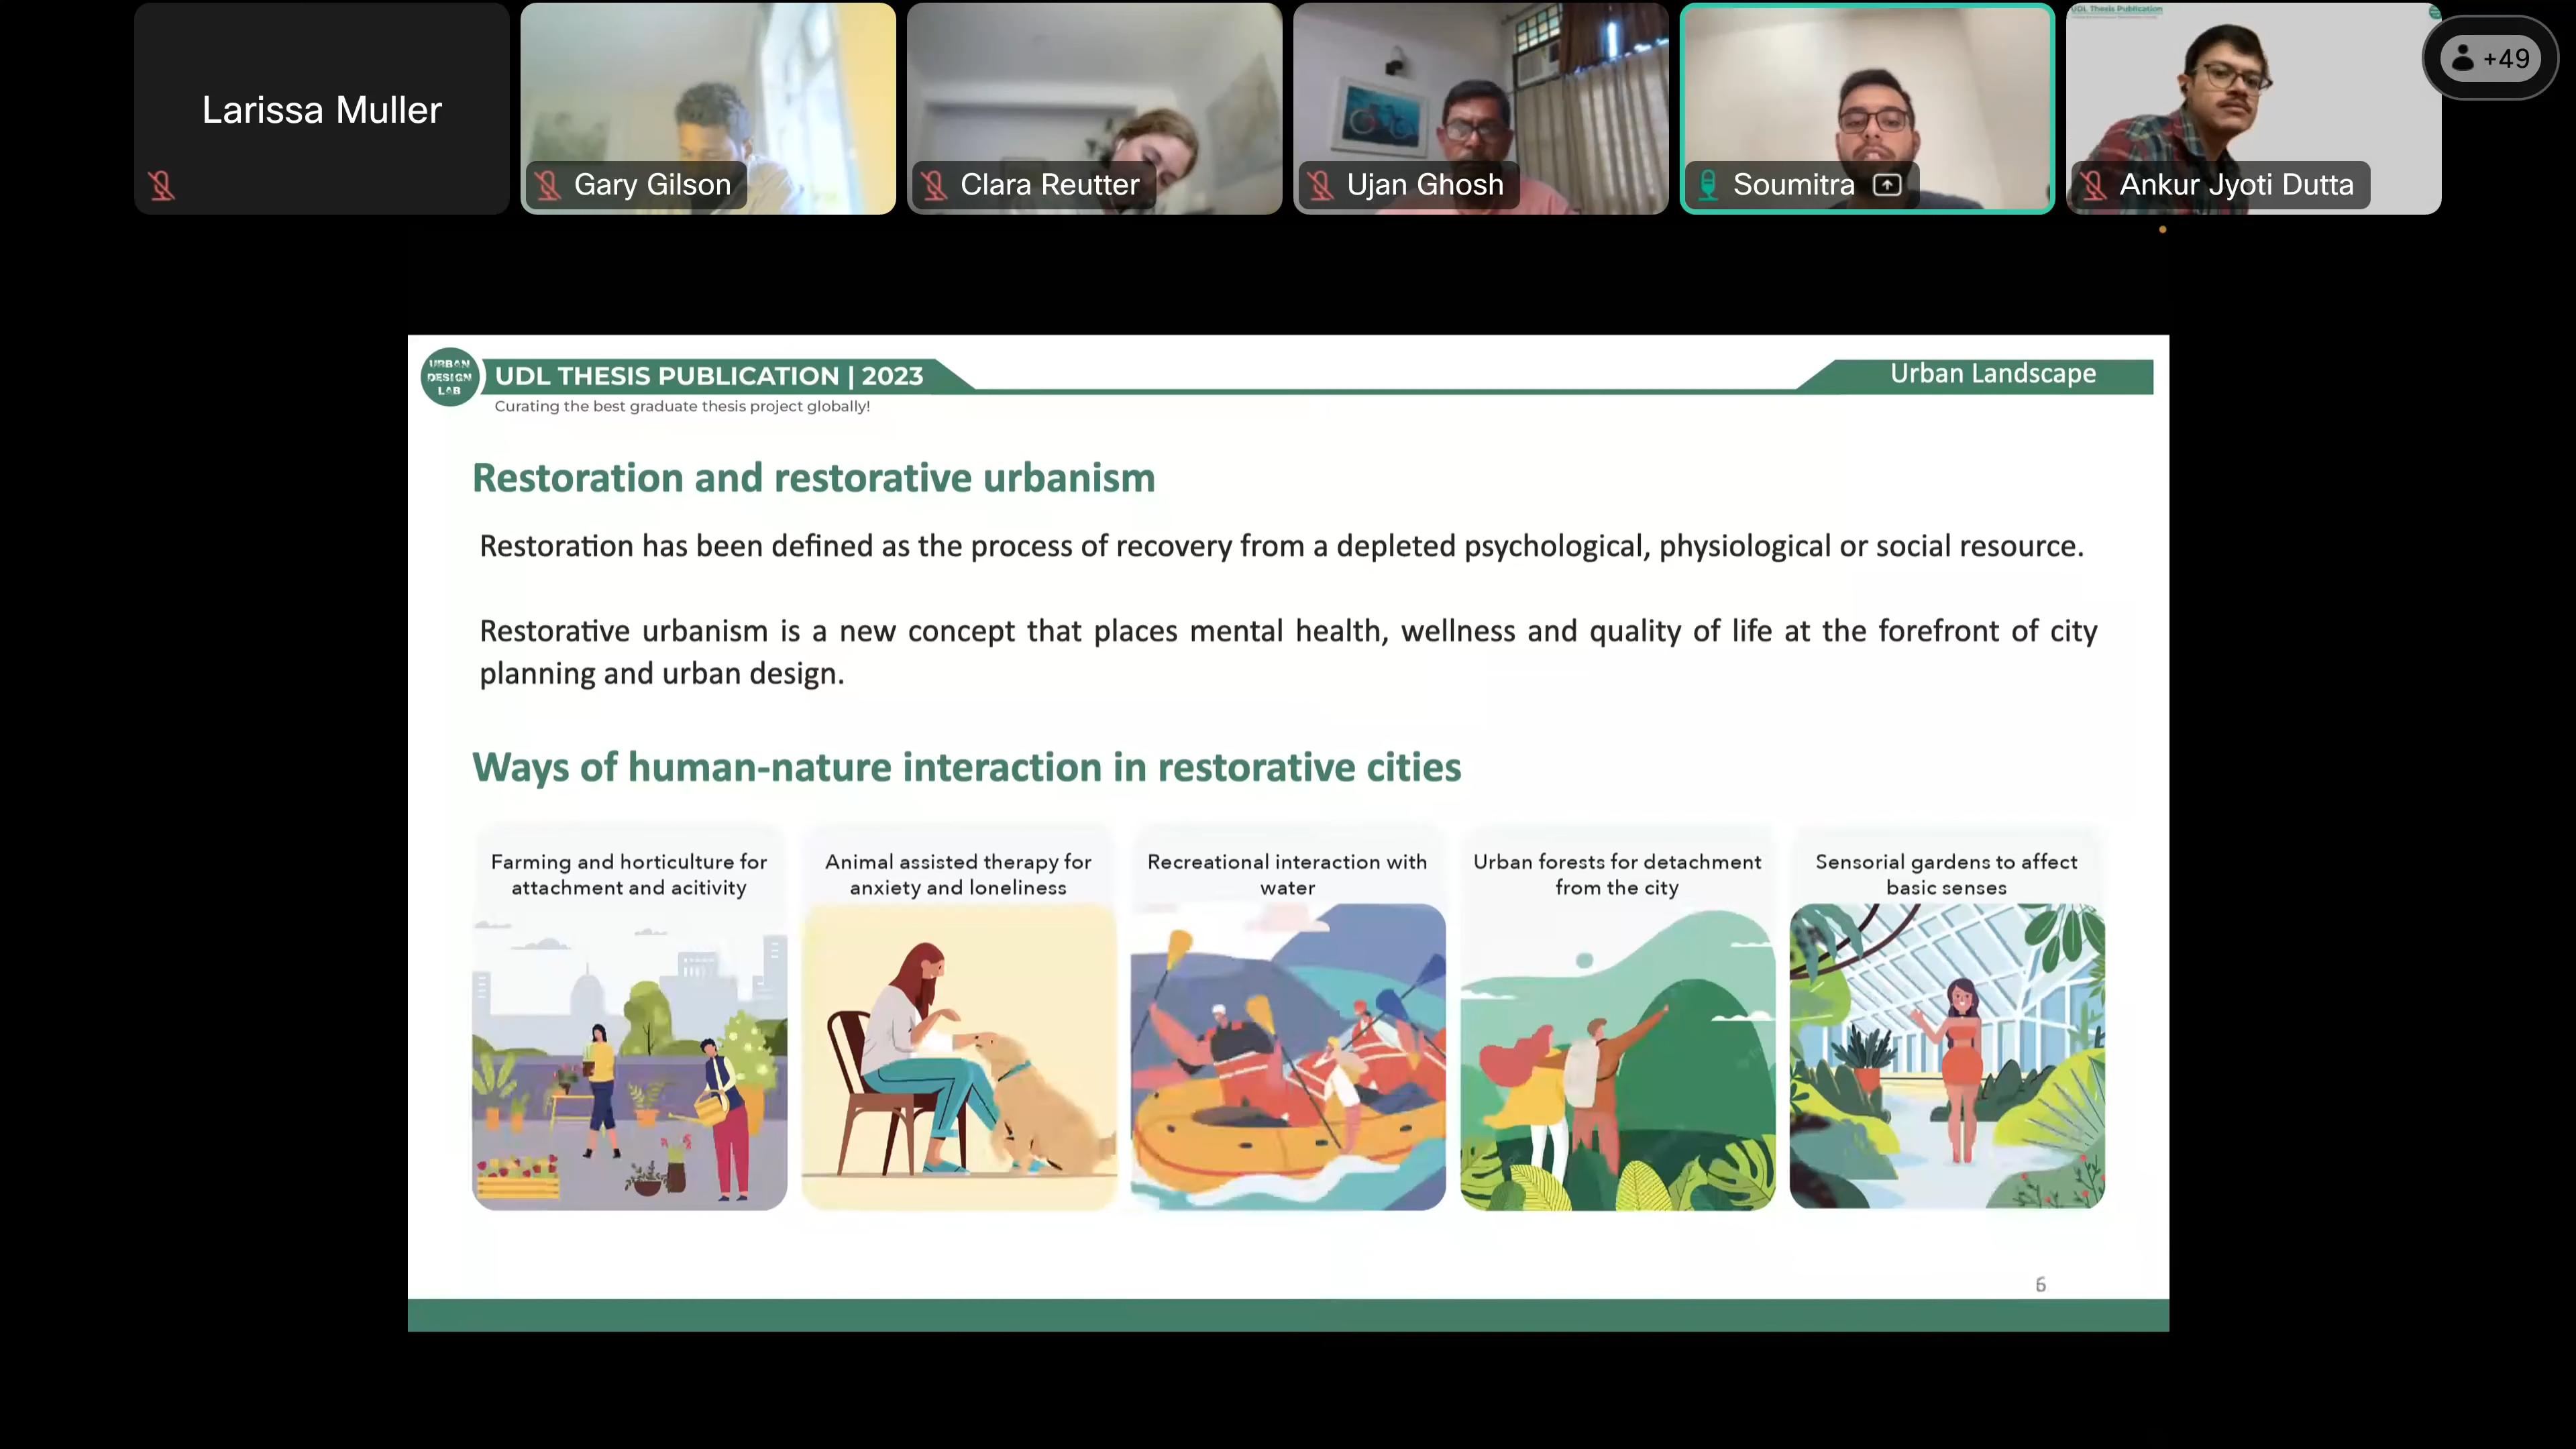 Larissa Muller
Gary Gilson
Clara Reutter
Ujan Ghosh
Soumitra
UDL Thesis Publication
Ankur Jyoti Dutta
+49
URBAN
DESIGN
LAB
UDL THESIS PUBLICATION | 2023
Curating the best graduate thesis project globally!
Urban Landscape
Restoration and restorative urbanism
Restoration has been defined as the process of recovery from a depleted psychological, physiological or social resource.
Restorative urbanism is a new concept that places mental health, wellness and quality of life at the forefront of city
planning and urban design.
Ways of human-nature interaction in restorative cities
Farming and horticulture for
attachment and acitivity
Animal assisted therapy for
anxiety and loneliness
Recreational interaction with
water
Urban forests for detachment
from the city
Sensorial gardens to affect
basic senses
6